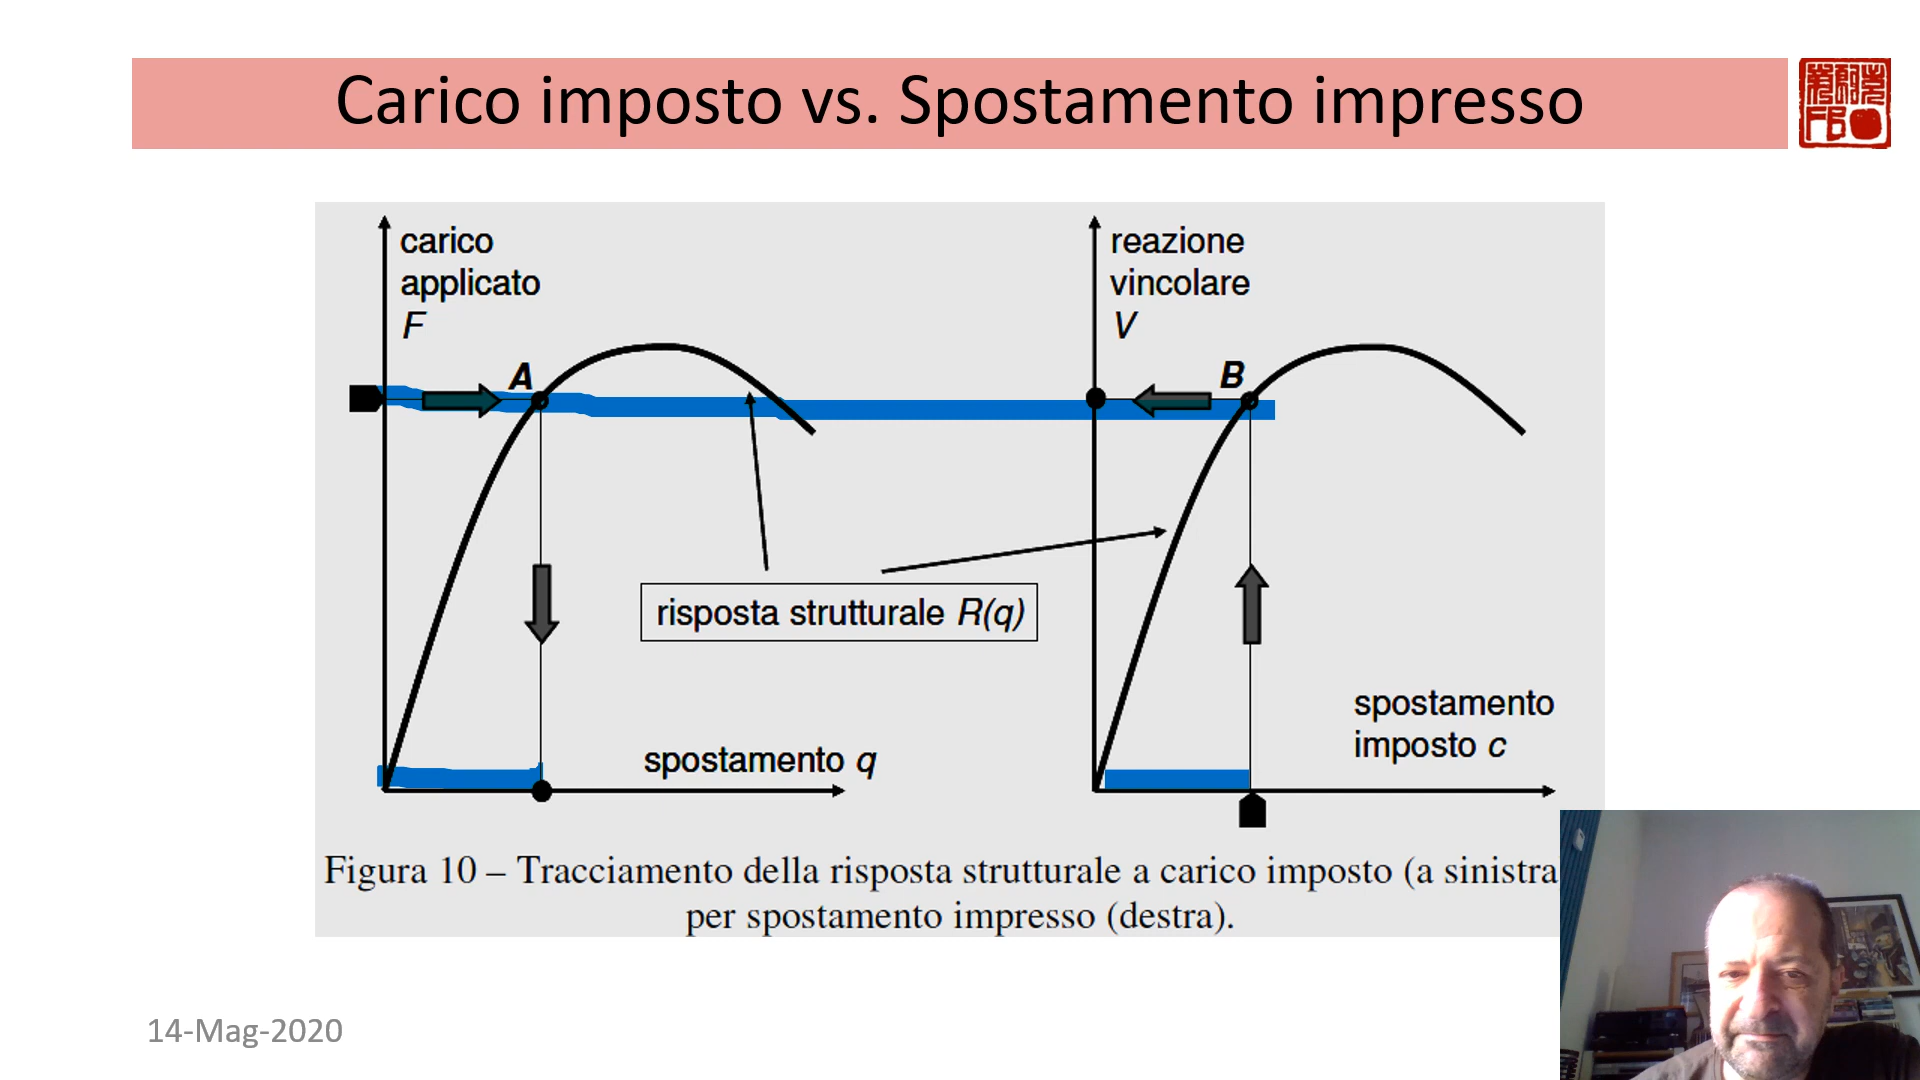 Carico imposto vs. Spostamento impresso
carico
applicato
F
A
reazione
vincolare
V
B
risposta strutturale R(q)
spostamento q
spostamento
imposto c
Figura 10 – Tracciamento della risposta strutturale a carico imposto (a sinistra
per spostamento impresso (destra).
14-Mag-2020